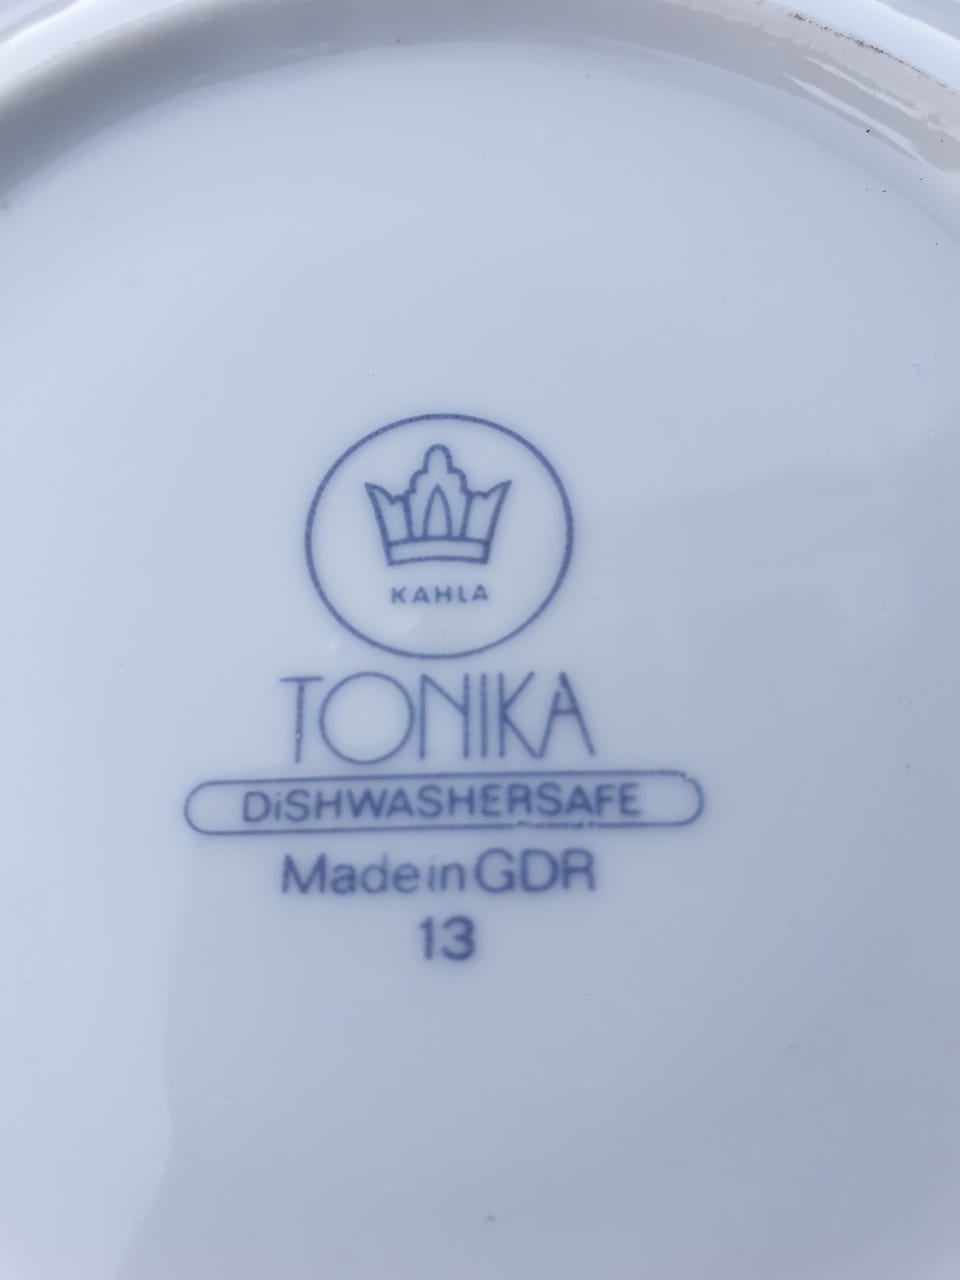 KAHLA
TONIKA
DiSHWASHERSAFE
Made in GDR
13